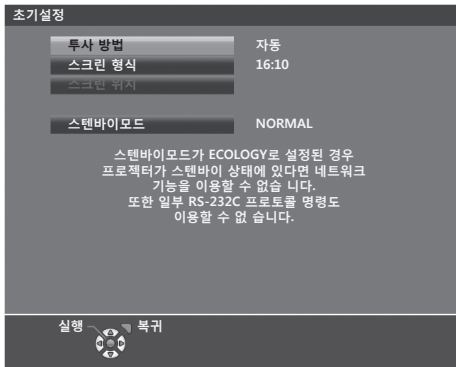 초기설정
투사 방법 자동
스크린 형식 16:10
스크린 위치
스텐바이모드 NORMAL
스텐바이모드가 ECOLOGY로 설정된 경우
프로젝터가 스텐바이 상태에 있다면 네트워크
기능을 이용할 수 없습 니다.
또한 일부 RS-232C 프로토콜 명령도
이용할 수 없 습니다.
실행 복귀